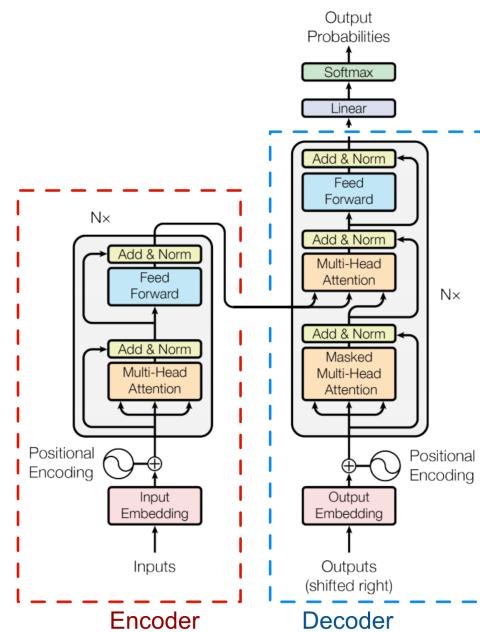 Output
Probabilities
Softmax
Linear
Add & Norm
Feed
Forward
Add & Norm
Multi-Head
Attention
Nx
Add & Norm
Masked
Multi-Head
Attention
Positional
Encoding
Output
Embedding
Outputs
(shifted right)
Decoder
N×
Add & Norm
Feed
Forward
Add & Norm
Multi-Head
Attention
Positional
Encoding
Input
Embedding
Inputs
Encoder